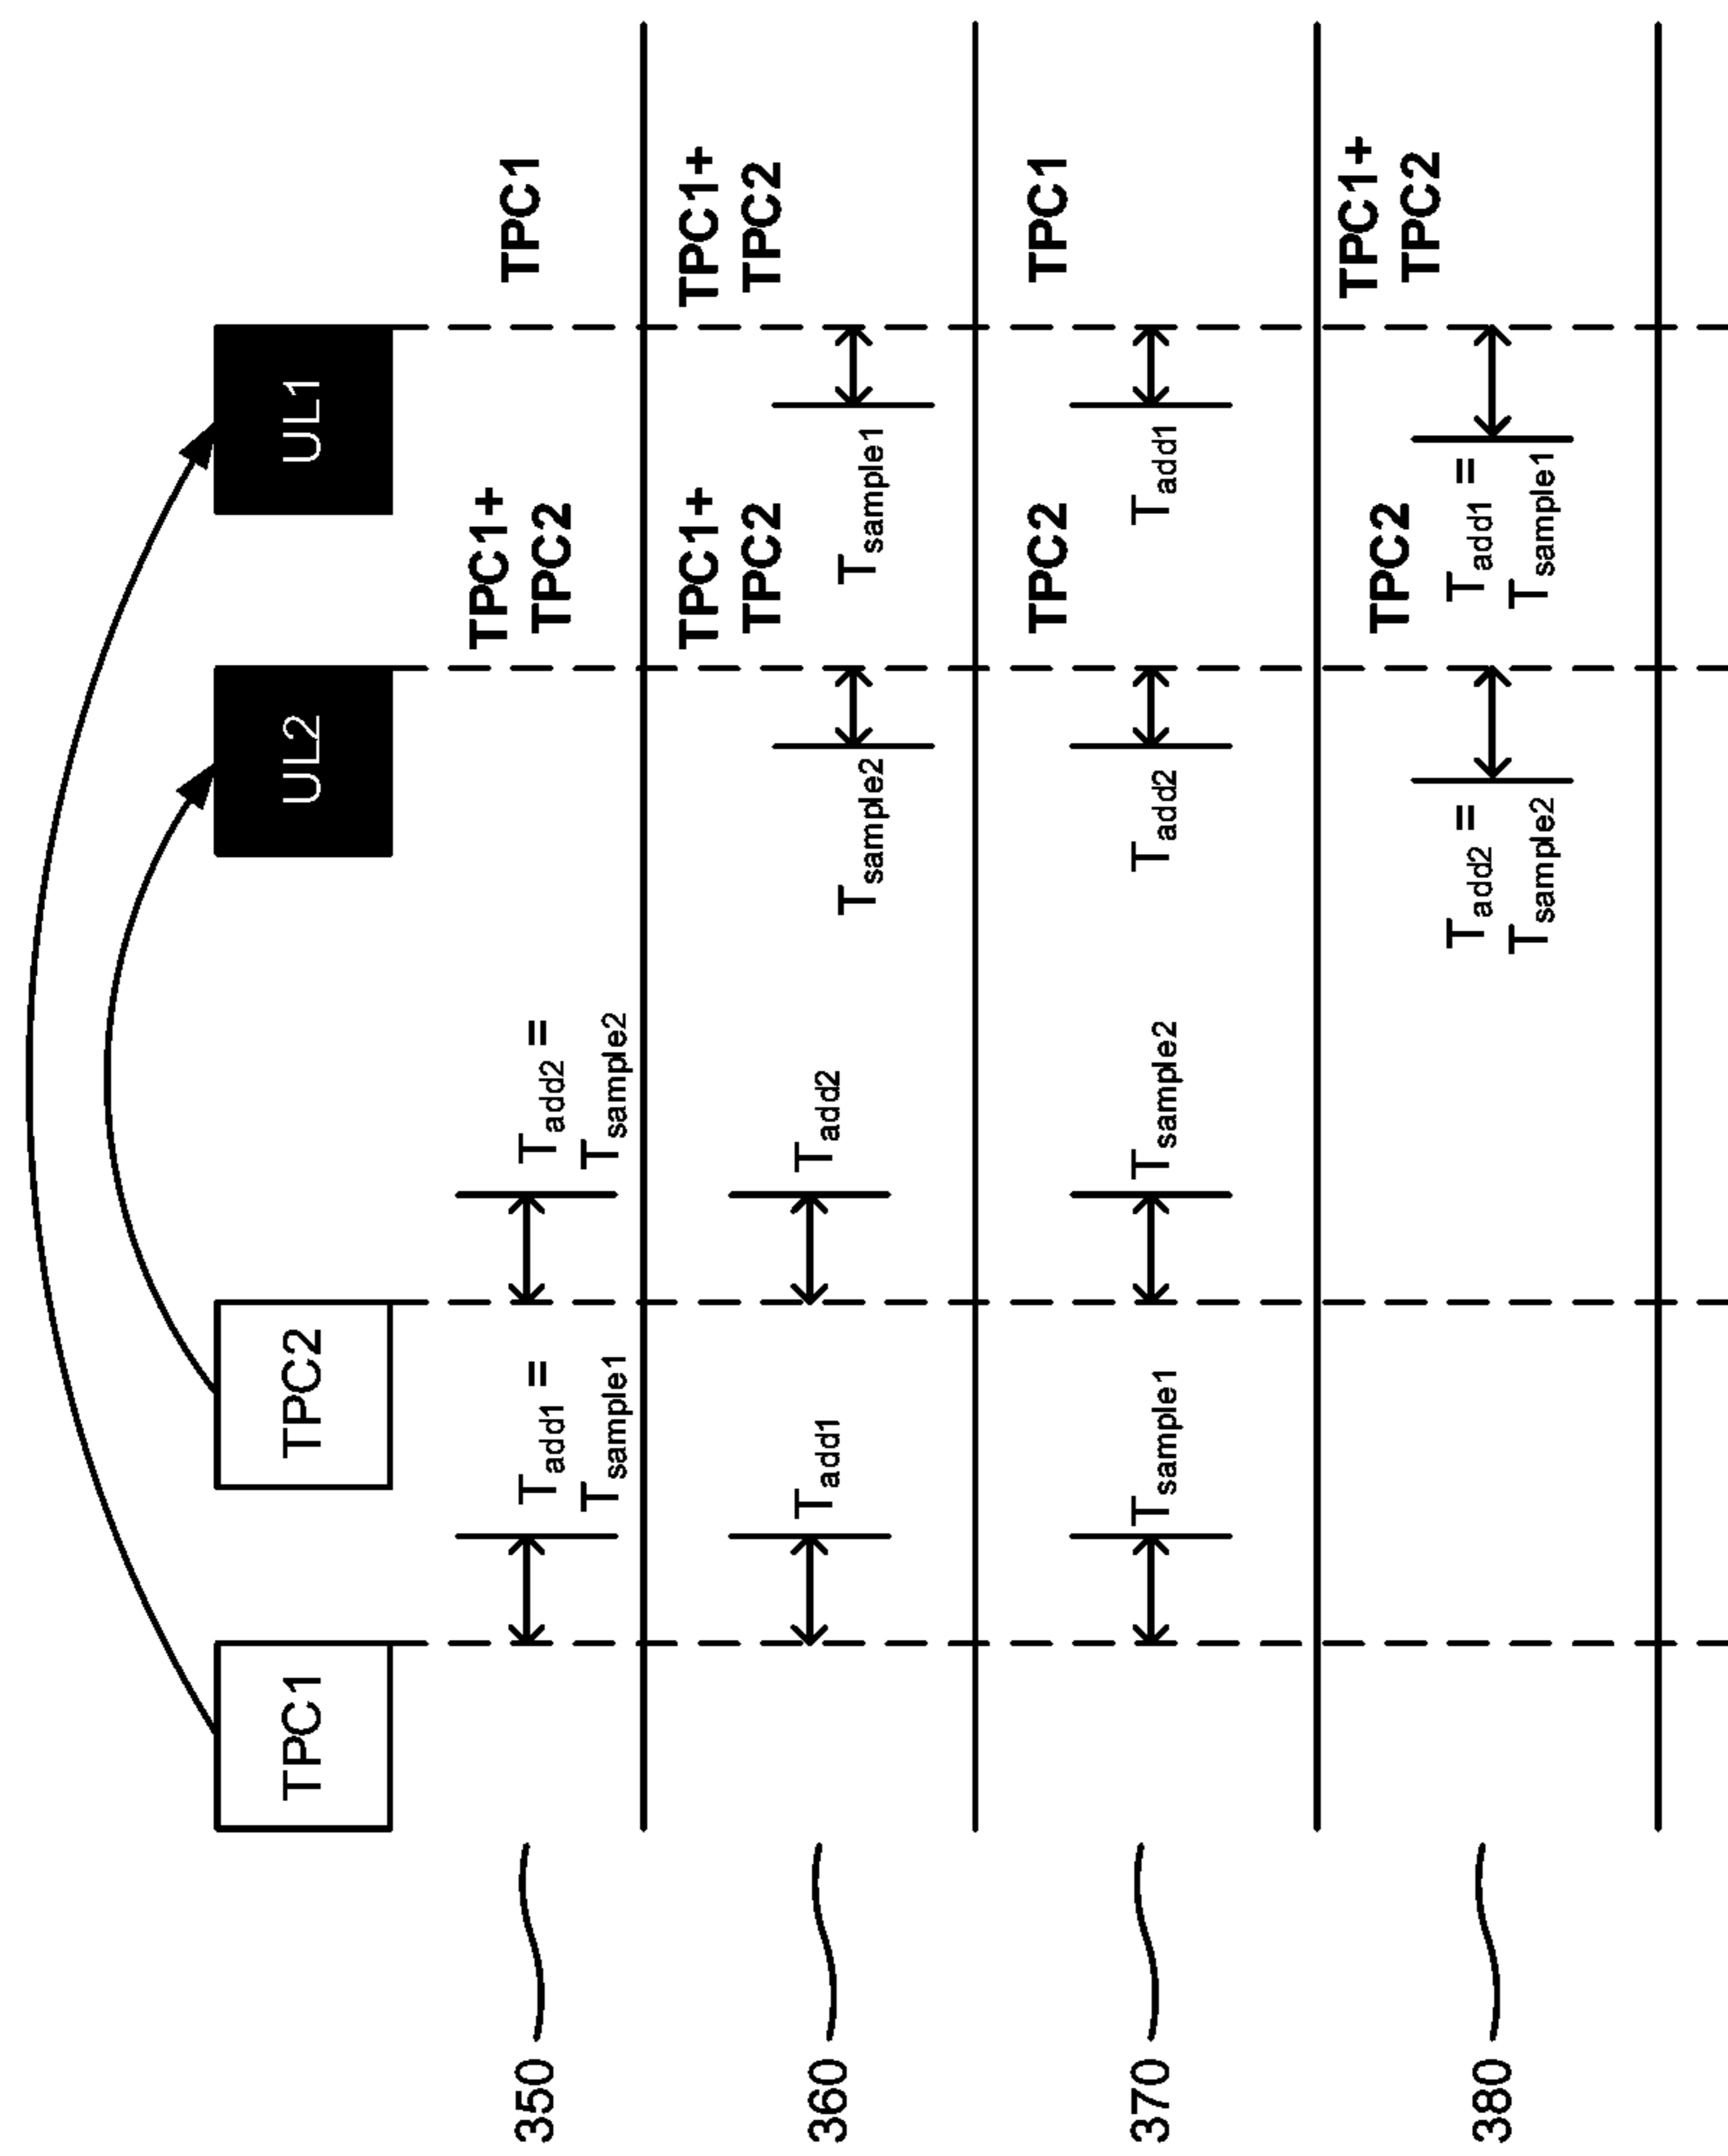 TPC1
TPC2
UL2
UL1
350
Tadd1 =
Tsample1
Tadd2 =
Tsample2
TPC1+
TPC2
TPC1
360
Tadd1
Tadd2
Tsample2
TPC1+
TPC2
Tsample1
TPC1+
TPC2
370
Tsample1
Tsample2
Tadd2
TPC2
Tadd1
TPC1
380
Tadd2 =
Tsample2
TPC2
Tadd1 =
Tsample1
TPC1+
TPC2